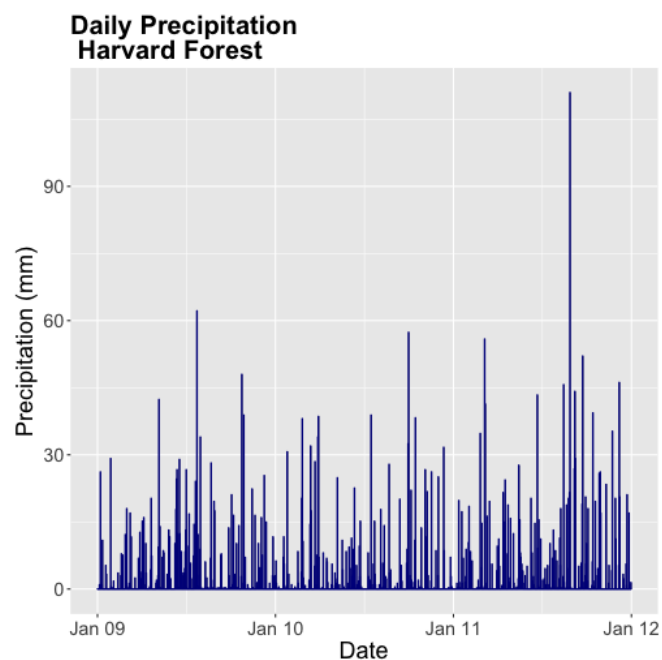 Daily Precipitation
Harvard Forest
Precipitation (mm)
90
60
30
0
Jan 09 Jan 10 Jan 11 Jan 12
Date